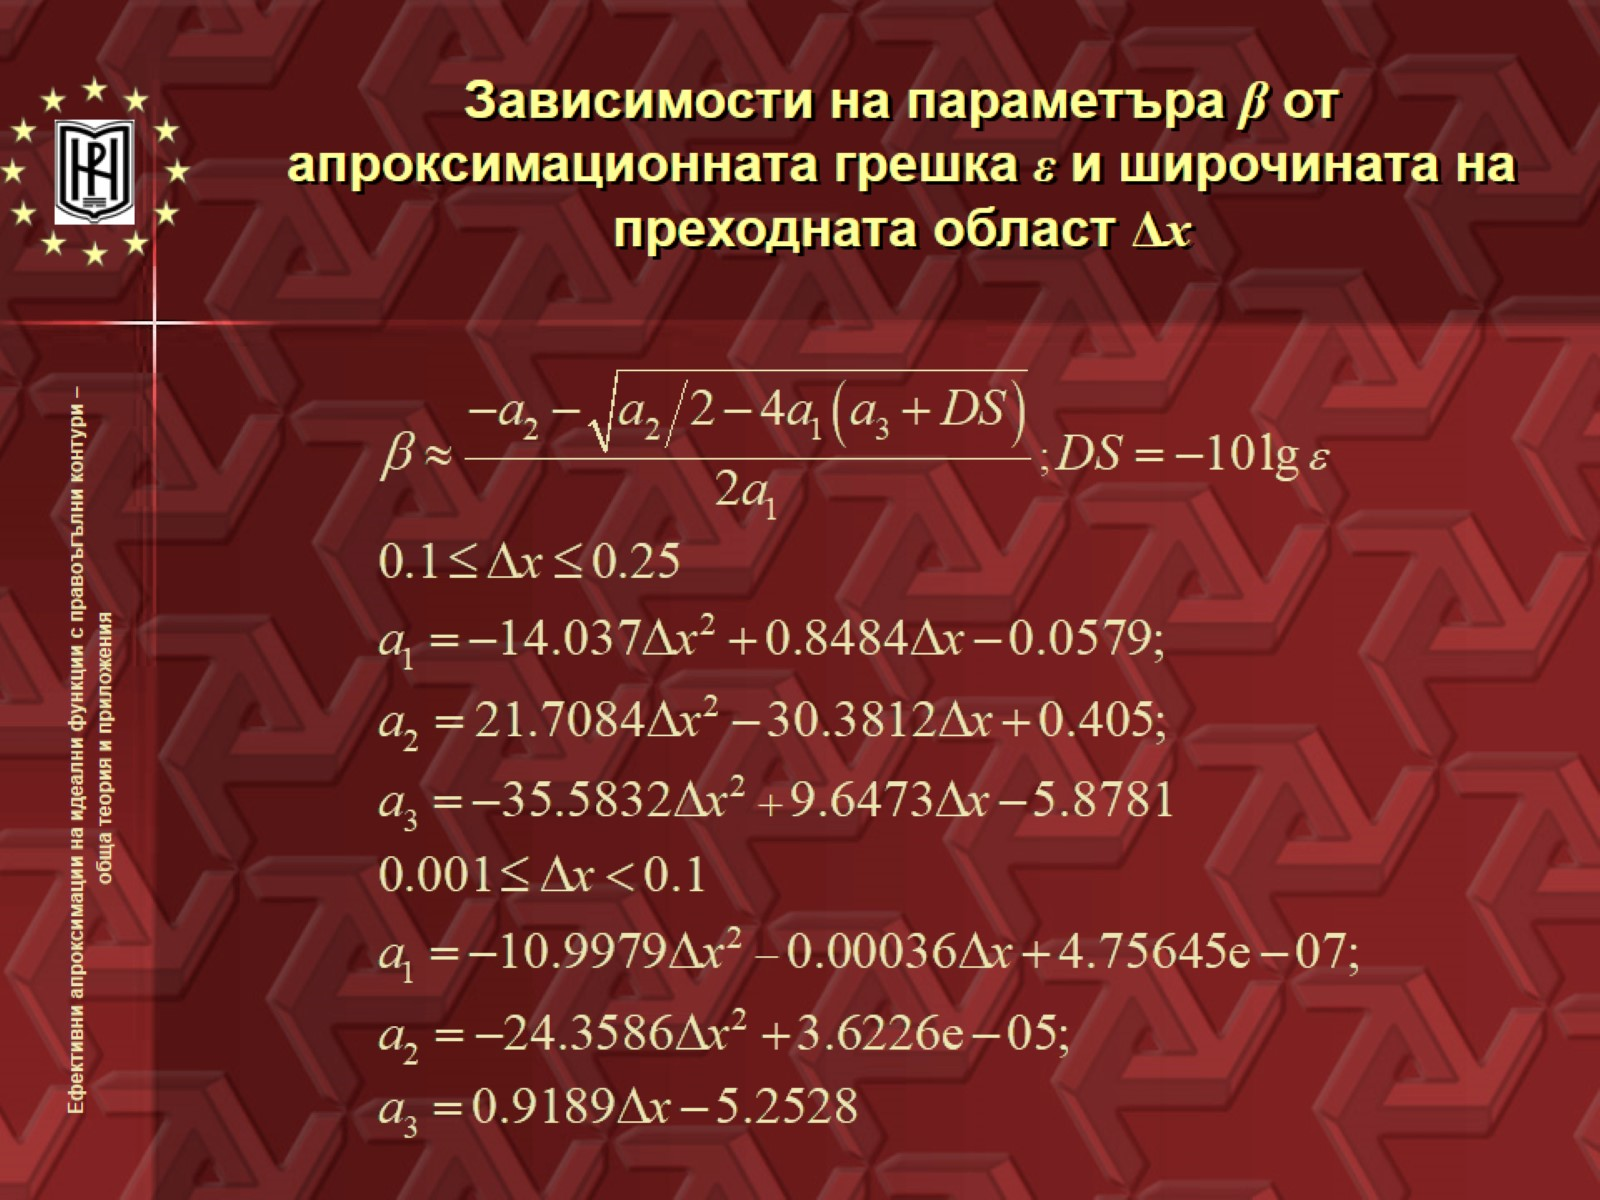 Зависимости на параметъра β от
апроксимационната грешка ε и широчината на
преходната област Δx
β ≈ (−a₂ − √(a₂/2 − 4a₁(a₃ + DS))) / 2a₁ ; DS = −10 lg ε
0.1 ≤ Δx ≤ 0.25
a₁ = −14.037Δx² + 0.8484Δx − 0.0579;
a₂ = 21.7084Δx² − 30.3812Δx + 0.405;
a₃ = −35.5832Δx² + 9.6473Δx − 5.8781
0.001 ≤ Δx < 0.1
a₁ = −10.9979Δx² − 0.00036Δx + 4.75645e − 07;
a₂ = −24.3586Δx² + 3.6226e − 05;
a₃ = 0.9189Δx − 5.2528
Ефективни апроксимации на идеални функции с правоъгълни контури –
обща теория и приложения